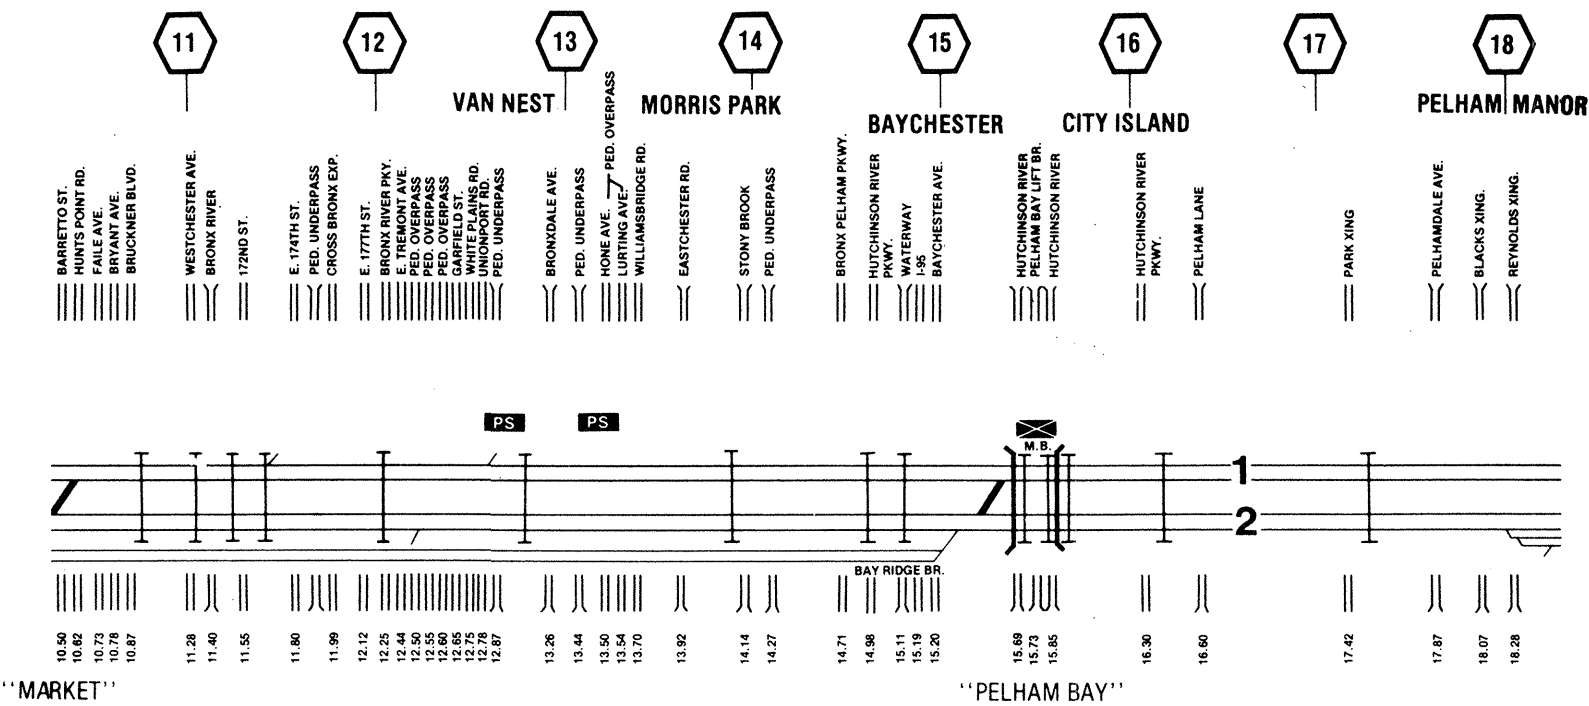 11
12
13
14
15
16
17
18
VAN NEST
MORRIS PARK
BAYCHESTER
CITY ISLAND
PELHAM MANOR
BARRETTO ST.
HUNTS POINT RD.
FAILE AVE.
BRYANT AVE.
BRUCKNER BLVD.
WESTCHESTER AVE.
BRONX RIVER
172ND ST.
E. 174TH ST.
PED. UNDERPASS
CROSS BRONX EXP.
E. 177TH ST.
BRONX RIVER PKY.
E. TREMONT AVE.
PED. OVERPASS
PED. OVERPASS
PED. OVERPASS
GARFIELD ST.
WHITE PLAINS RD.
UNIONPORT RD.
PED. UNDERPASS
BRONXDALE AVE.
PED. UNDERPASS
HONE AVE.
PED. OVERPASS
LURTING AVE.
WILLIAMSBRIDGE RD.
EASTCHESTER RD.
STONY BROOK
PED. UNDERPASS
BRONX PELHAM PKWY.
HUTCHINSON RIVER
PKWY.
WATERWAY
I-95
BAYCHESTER AVE.
HUTCHINSON RIVER
PELHAM BAY LIFT BR.
HUTCHINSON RIVER
HUTCHINSON RIVER
PKWY.
PELHAM LANE
PARK XING
PELHAMDALE AVE.
BLACKS XING.
REYNOLDS XING.
PS
PS
M.B.
1
2
BAY RIDGE BR.
10.50
10.62
10.73
10.78
10.87
11.28
11.40
11.55
11.80
11.99
12.12
12.25
12.44
12.50
12.55
12.60
12.65
12.75
12.78
12.87
13.26
13.44
13.50
13.54
13.70
13.92
14.14
14.27
14.71
14.98
15.11
15.19
15.20
15.69
15.73
15.85
16.30
16.60
17.42
17.87
18.07
18.28
"MARKET"
"PELHAM BAY"